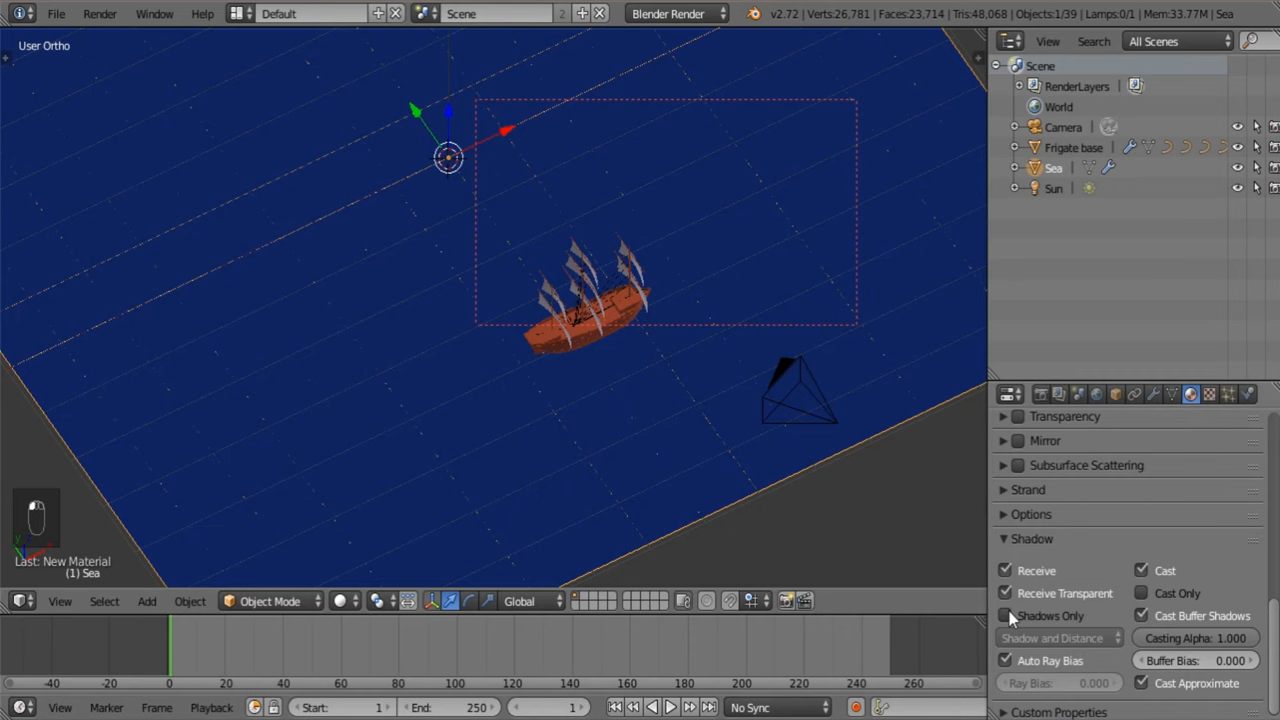 File Render Window Help Default Scene 2 Blender Render v2.72 | Verts:26,781 | Faces:23,714 | Tris:48,068 | Objects:1/39 | Lamps:0/1 | Mem:33.77M | Sea
User Ortho
View Search All Scenes
Scene
RenderLayers
World
Camera
Frigate base
Sea
Sun
Transparency
Mirror
Subsurface Scattering
Strand
Options
Shadow
Receive Cast
Receive Transparent Cast Only
Shadows Only Cast Buffer Shadows
Shadow and Distance Casting Alpha: 1.000
Auto Ray Bias Buffer Bias: 0.000
Ray Bias: 0.000 Cast Approximate
Custom Properties
y
Last: New Material
(1) Sea
View Select Add Object Object Mode Global
-40 -20 0 20 40 60 80 100 120 140 160 180 200 220 240 260
View Marker Frame Playback Start: 1 End: 250 1 No Sync